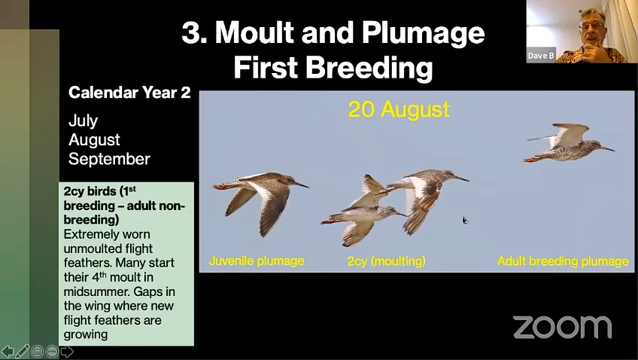 3. Moult and Plumage
First Breeding
Dave B
Calendar Year 2
July
August
September
2cy birds (1st
breeding – adult non-
breeding)
Extremely worn
unmoulted flight
feathers. Many start
their 4th moult in
midsummer. Gaps in
the wing where new
flight feathers are
growing
20 August
Juvenile plumage
2cy (moulting)
Adult breeding plumage
zoom